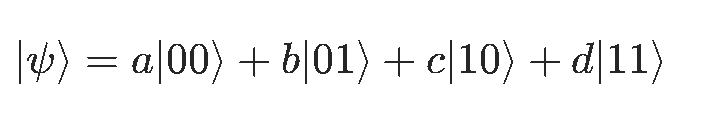 |ψ⟩ = a|00⟩ + b|01⟩ + c|10⟩ + d|11⟩